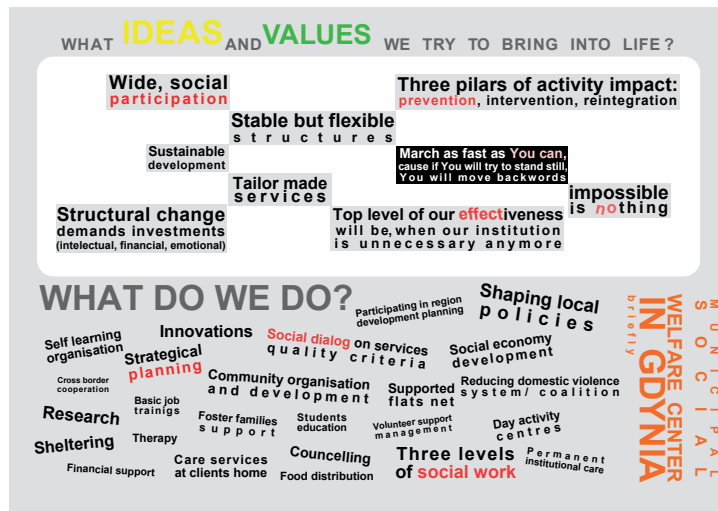 WHAT IDEAS AND VALUES WE TRY TO BRING INTO LIFE?
Wide, social
participation
Three pilars of activity impact:
prevention, intervention, reintegration
Stable but flexible
structures
Sustainable
development
March as fast as You can,
cause if You will try to stand still,
You will move backwords
Tailor made
services
impossible
is nothing
Structural change
demands investments
(intelectual, financial, emotional)
Top level of our effectiveness
will be, when our institution
is unnecessary anymore
WHAT DO WE DO?
Participating in region
development planning
Shaping local
policies
Self learning
organisation
Innovations
Strategical
planning
Social dialog on services
quality criteria
Social economy
development
Cross border
cooperation
Community organisation
and development
Supported
flats net
Reducing domestic violence
system/ coalition
Basic job
trainigs
Research
Foster families
support
Students
education
Volunteer support
management
Day activity
centres
Sheltering
Therapy
Financial support
Care services
at clients home
Councelling
Food distribution
Three levels
of social work
Permanent
institutional care
MUNICIPAL
SOCIAL
WELFARE CENTER
IN GDYNIA
briefly